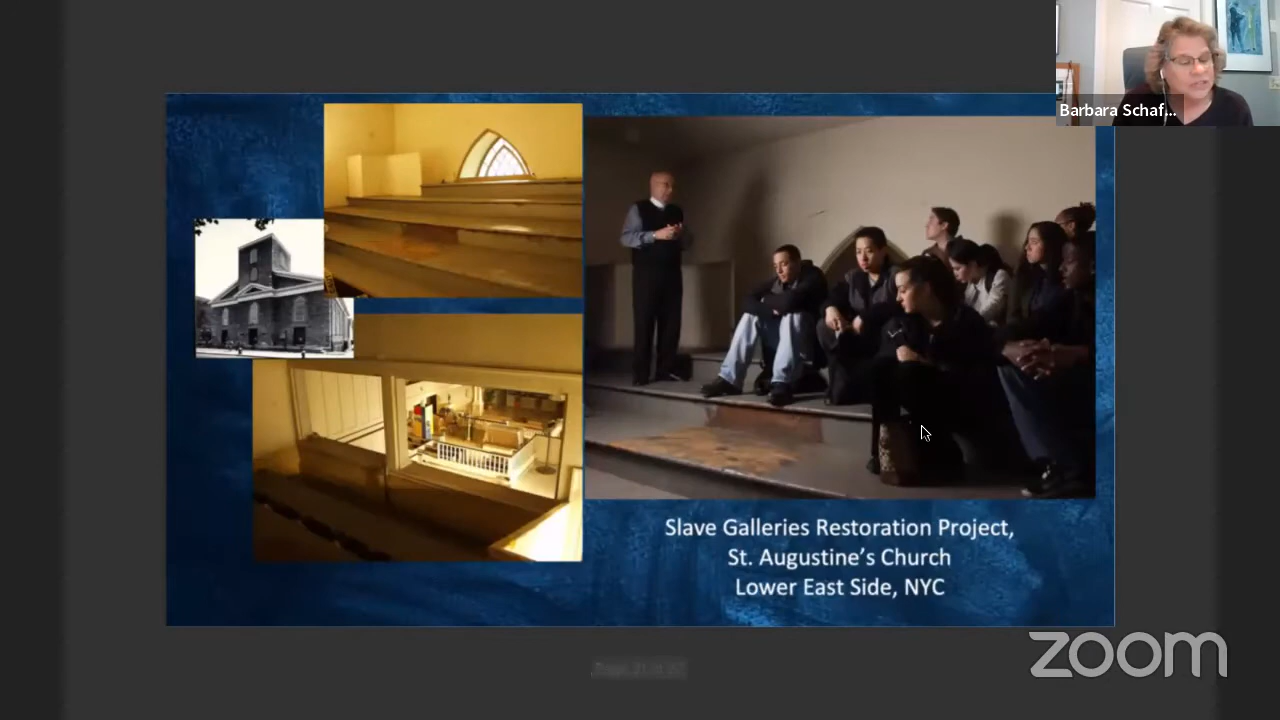 Barbara Schaf...
Slave Galleries Restoration Project,
St. Augustine's Church
Lower East Side, NYC
zoom